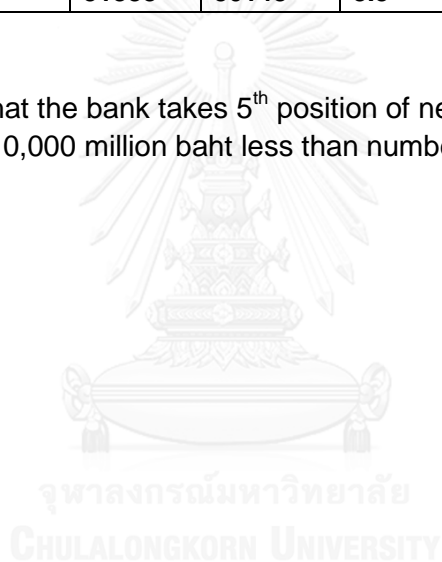 hat the bank takes 5th position of ne
0,000 million baht less than numbe
จุฬาลงกรณ์มหาวิทยาลัย
CHULALONGKORN UNIVERSITY